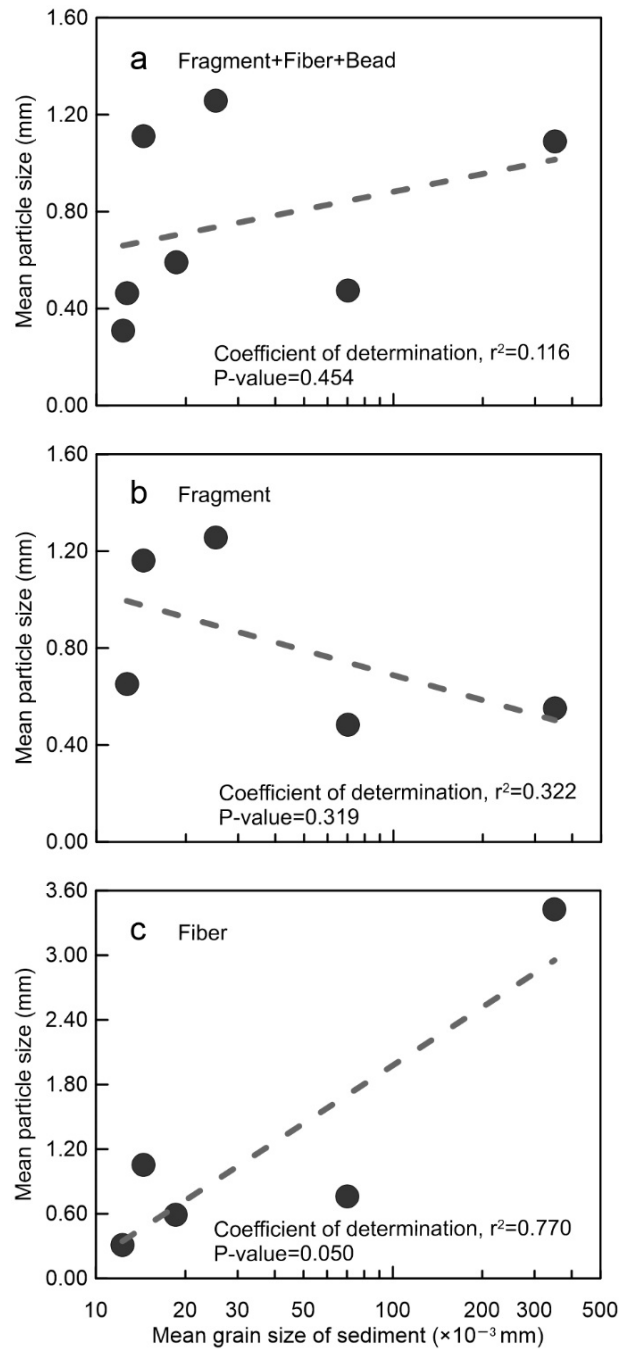 1.60
a Fragment+Fiber+Bead
1.20
0.80
0.40
0.00
Mean particle size (mm)
Coefficient of determination, r²=0.116
P-value=0.454
1.60
b Fragment
1.20
0.80
0.40
0.00
Mean particle size (mm)
Coefficient of determination, r²=0.322
P-value=0.319
3.60
c Fiber
3.00
2.40
1.80
1.20
0.60
0.00
Mean particle size (mm)
Coefficient of determination, r²=0.770
P-value=0.050
10 20 30 50 100 200 300 500
Mean grain size of sediment (×10⁻³ mm)